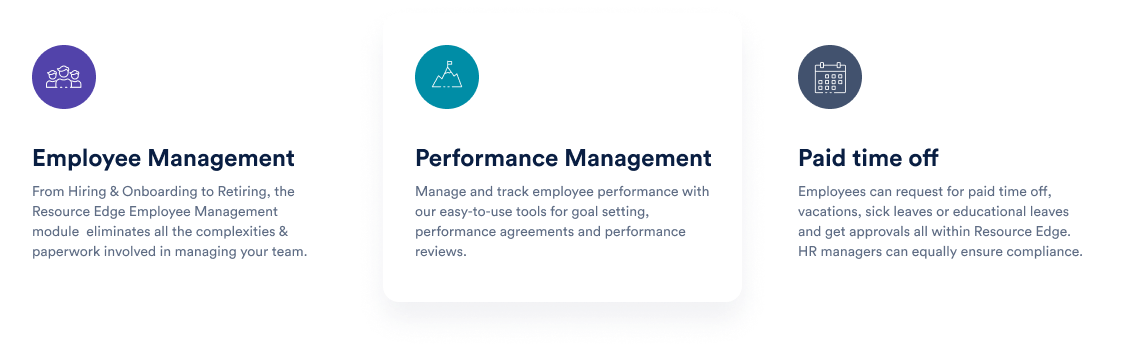 Employee Management
From Hiring & Onboarding to Retiring, the
Resource Edge Employee Management
module  eliminates all the complexities &
paperwork involved in managing your team.
Performance Management
Manage and track employee performance with
our easy-to-use tools for goal setting,
performance agreements and performance
reviews.
Paid time off
Employees can request for paid time off,
vacations, sick leaves or educational leaves
and get approvals all within Resource Edge.
HR managers can equally ensure compliance.